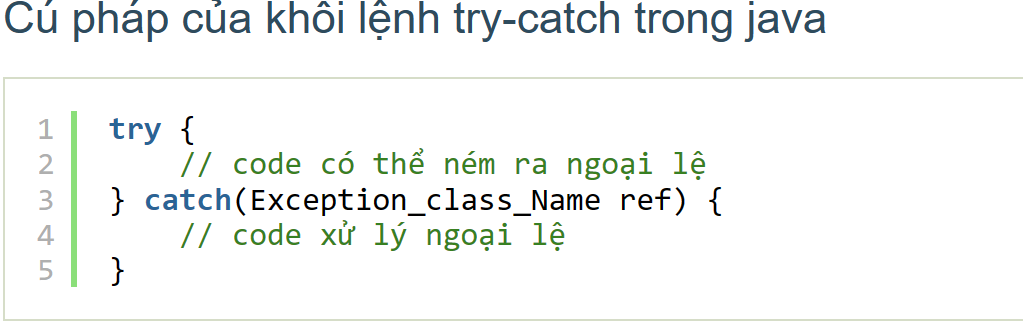 Cú pháp của khối lệnh try-catch trong java
1 try {
2 // code có thể ném ra ngoại lệ
3 } catch(Exception_class_Name ref) {
4 // code xử lý ngoại lệ
5 }